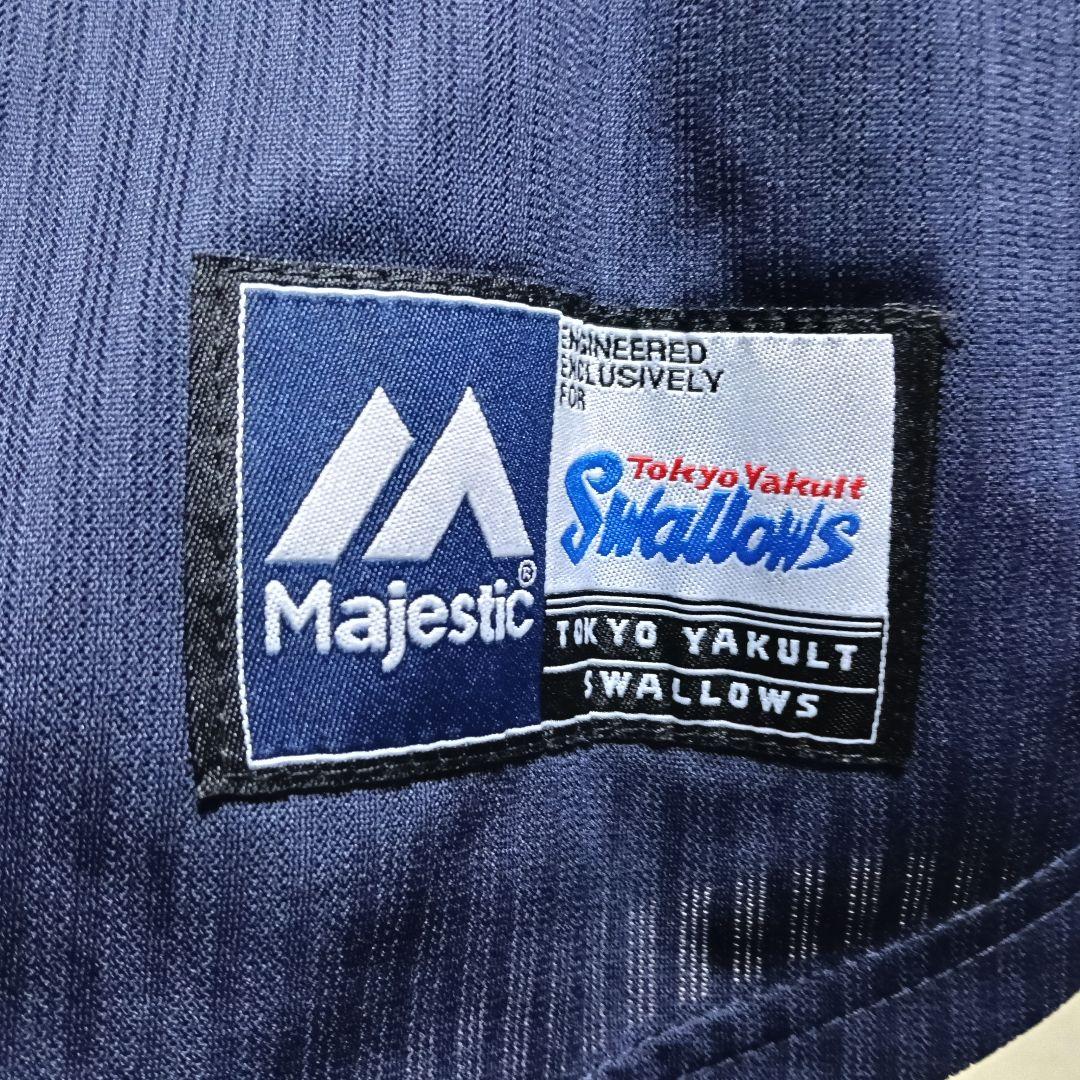 Majestic®
ENGINEERED
EXCLUSIVELY
FOR
Tokyo Yakult
Swallows
TOKYO YAKULT
SWALLOWS